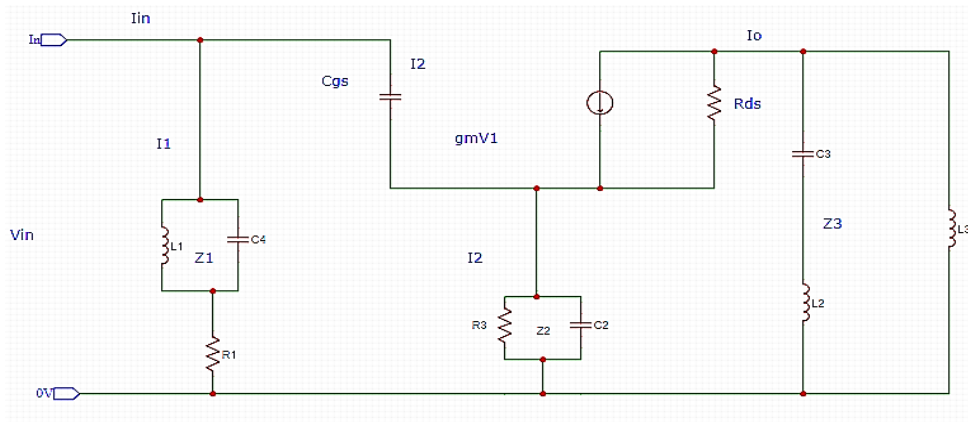 Iin
In
Io
I2
Cgs
Rds
gmV1
I1
C3
Vin
L1
Z1
C4
Z3
L3
I2
L2
R3
Z2
C2
R1
0V